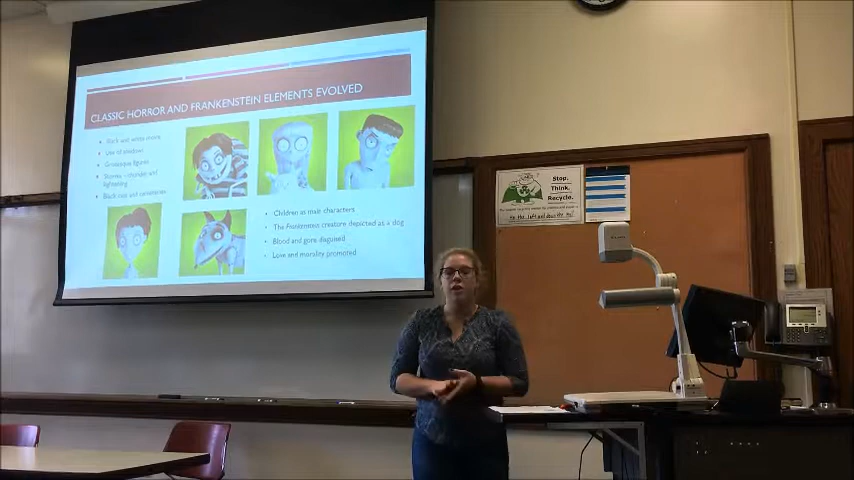 CLASSIC HORROR AND FRANKENSTEIN ELEMENTS EVOLVED
• Black and white movie
• Use of shadows
• Grotesque figures
• Storms - thunder and
lightening
• Black cats and cemeteries
• Children as main characters
• The Frankenstein creature depicted as a dog
• Blood and gore disguised
• Love and morality promoted
Stop.
Think.
Recycle.